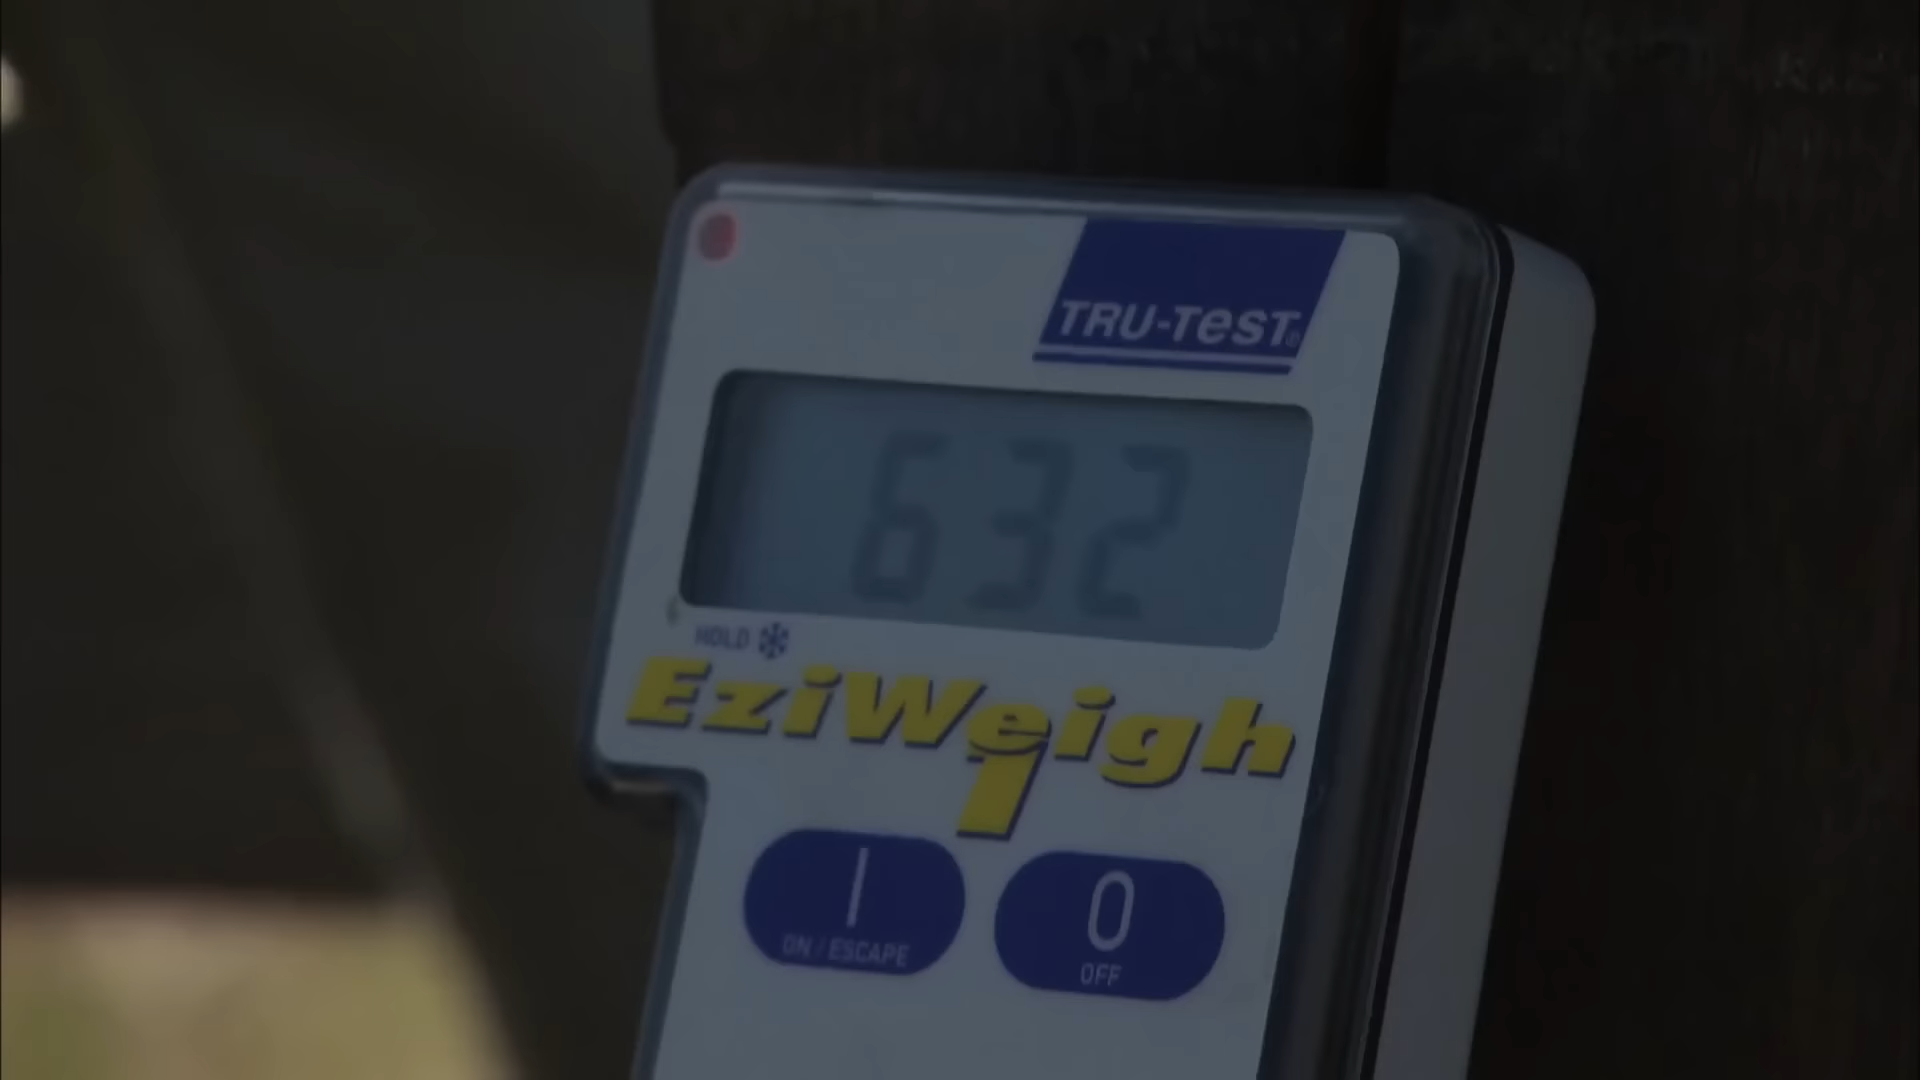 TRU-TEST®
632
HOLD
EziWeigh
1
I
0
ON / ESCAPE
OFF